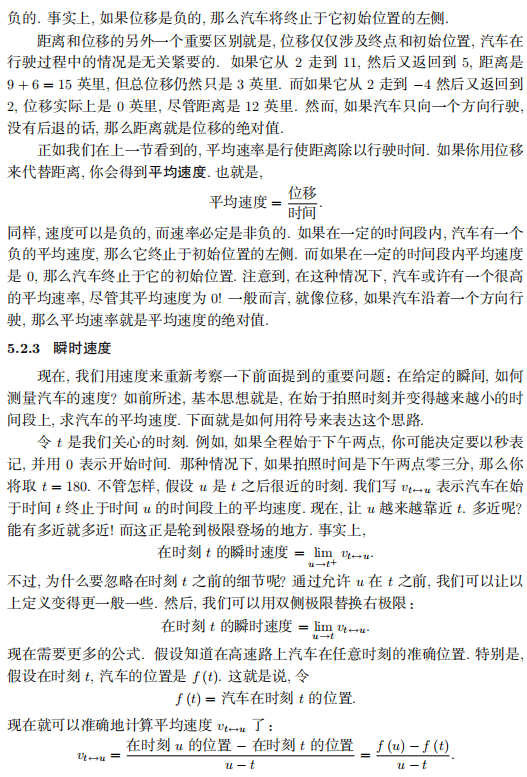 负的. 事实上, 如果位移是负的, 那么汽车将终止于它初始位置的左侧.
距离和位移的另外一个重要区别就是, 位移仅仅涉及终点和初始位置, 汽车在
行驶过程中的情况是无关紧要的. 如果它从 2 走到 11, 然后又返回到 5, 距离是
9 + 6 = 15 英里, 但总位移仍然只是 3 英里. 而如果它从 2 走到 −4 然后又返回到
2, 位移实际上是 0 英里, 尽管距离是 12 英里. 然而, 如果汽车只向一个方向行驶,
没有后退的话, 那么距离就是位移的绝对值.
正如我们在上一节看到的, 平均速率是行使距离除以行驶时间. 如果你用位移
来代替距离, 你会得到平均速度. 也就是,
平均速度 = 位移/时间.
同样, 速度可以是负的, 而速率必定是非负的. 如果在一定的时间段内, 汽车有一个
负的平均速度, 那么它终止于初始位置的左侧. 而如果在一定的时间段内平均速度
是 0, 那么汽车终止于它的初始位置. 注意到, 在这种情况下, 汽车或许有一个很高
的平均速率, 尽管其平均速度为 0! 一般而言, 就像位移, 如果汽车沿着一个方向行
驶, 那么平均速率就是平均速度的绝对值.
5.2.3 瞬时速度
现在, 我们用速度来重新考察一下前面提到的重要问题: 在给定的瞬间, 如何
测量汽车的速度? 如前所述, 基本思想就是, 在始于拍照时刻并变得越来越小的时
间段上, 求汽车的平均速度. 下面就是如何用符号来表达这个思路.
令 t 是我们关心的时刻. 例如, 如果全程始于下午两点, 你可能决定要以秒表
记, 并用 0 表示开始时间. 那种情况下, 如果拍照时间是下午两点零三分, 那么你
将取 t = 180. 不管怎样, 假设 u 是 t 之后很近的时刻. 我们写 v_{t↔u} 表示汽车在始
于时间 t 终止于时间 u 的时间段上的平均速度. 现在, 让 u 越来越靠近 t. 多近呢?
能有多近就多近! 而这正是轮到极限登场的地方. 事实上,
在时刻 t 的瞬时速度 = lim_{u→t⁺} v_{t↔u}.
不过, 为什么要忽略在时刻 t 之前的细节呢? 通过允许 u 在 t 之前, 我们可以让以
上定义变得更一般一些. 然后, 我们可以用双侧极限替换右极限:
在时刻 t 的瞬时速度 = lim_{u→t} v_{t↔u}.
现在需要更多的公式. 假设知道在高速路上汽车在任意时刻的准确位置. 特别是,
假设在时刻 t, 汽车的位置是 f(t). 这就是说, 令
f(t) = 汽车在时刻 t 的位置.
现在就可以准确地计算平均速度 v_{t↔u} 了:
v_{t↔u} = (在时刻 u 的位置 − 在时刻 t 的位置)/(u − t) = (f(u) − f(t))/(u − t).